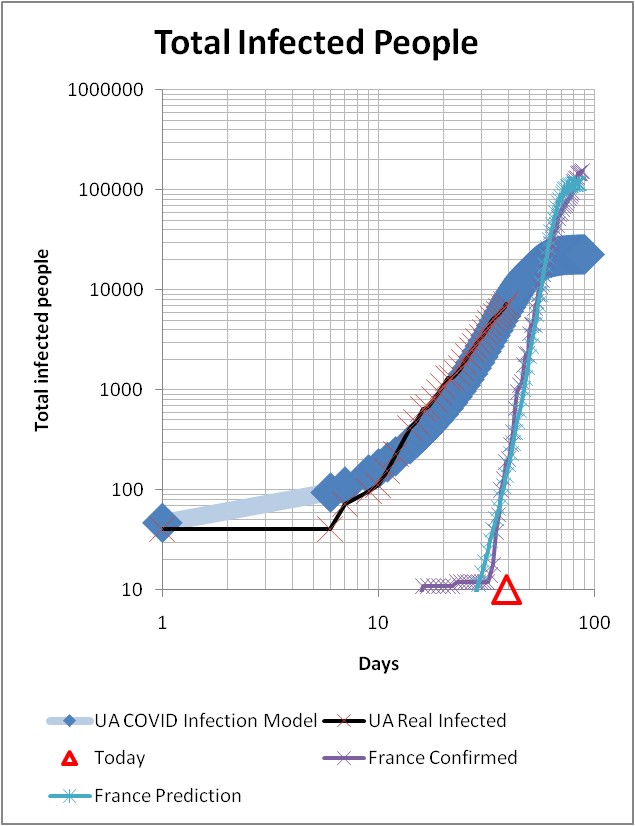 Total Infected People
1000000
100000
10000
1000
100
10
1 10 100
Total infected people
Days
UA COVID Infection Model UA Real Infected
Today France Confirmed
France Prediction